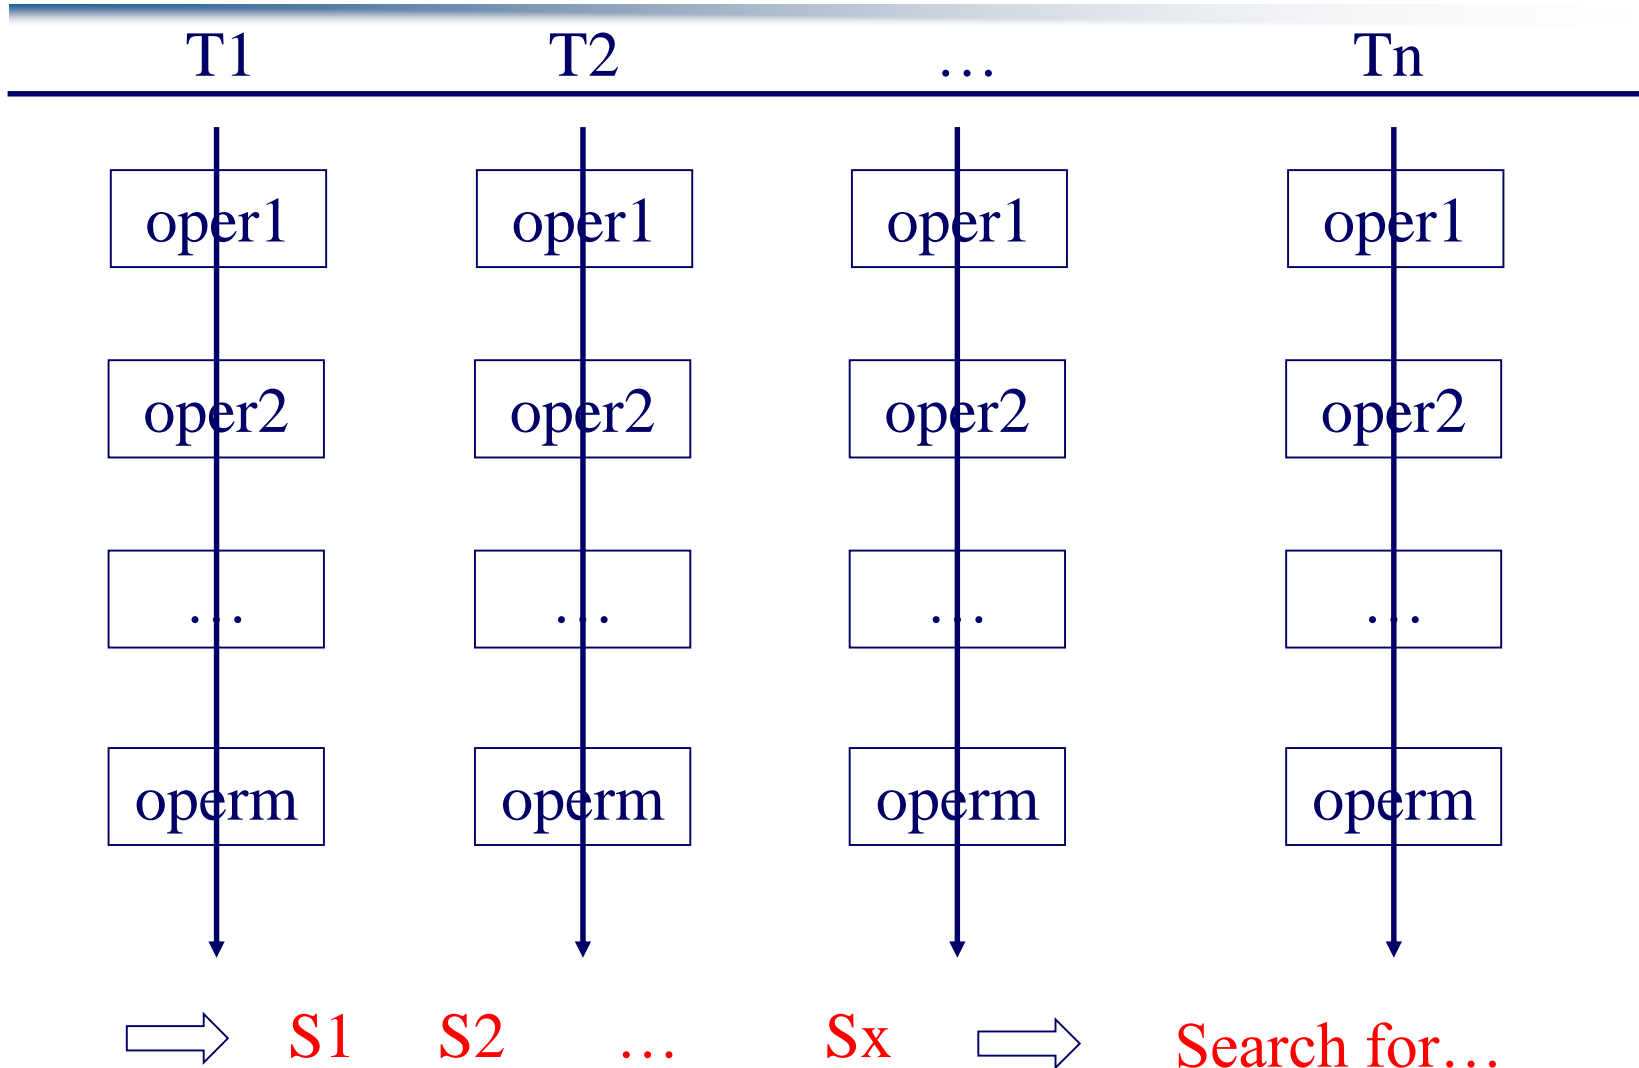 T1 T2 … Tn
oper1 oper1 oper1 oper1
oper2 oper2 oper2 oper2
… … … …
operm operm operm operm
S1 S2 … Sx Search for…